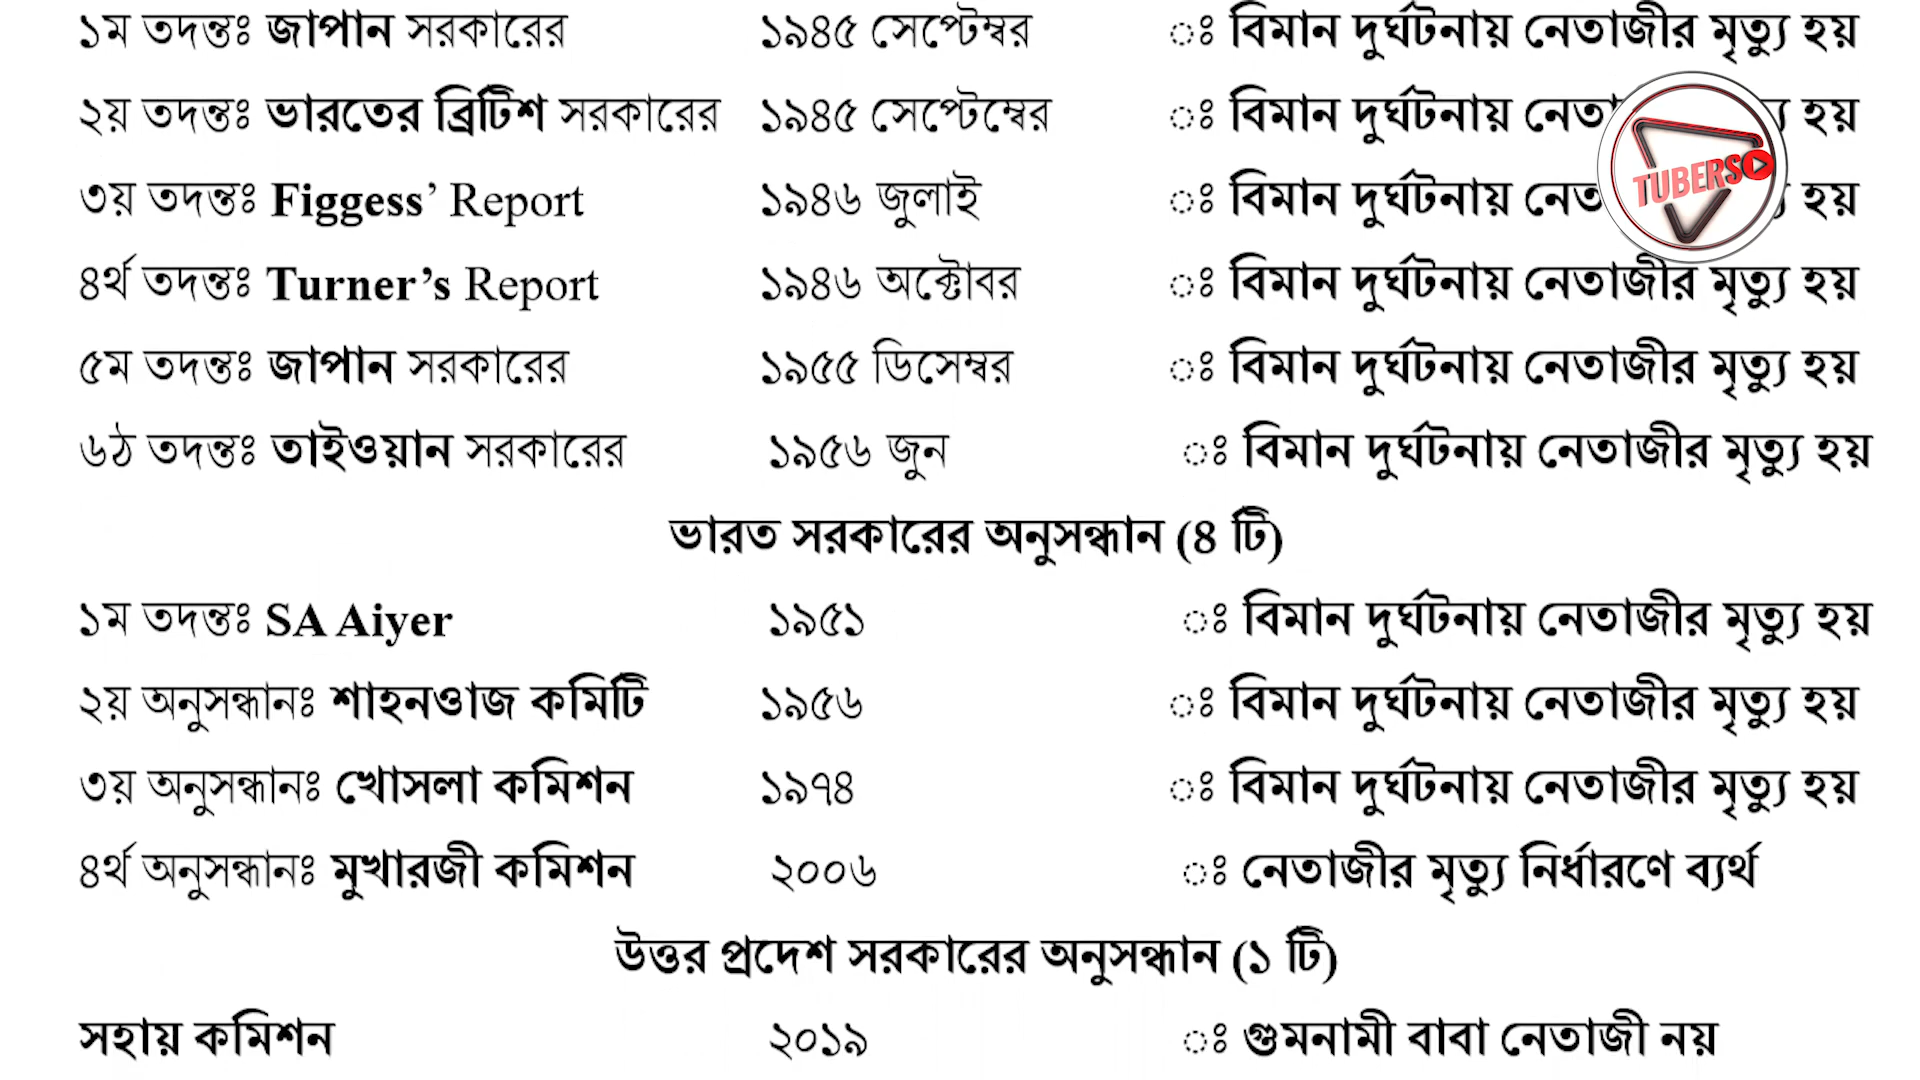 ১ম তদন্তঃ জাপান সরকারের ১৯৪৫ সেপ্টেম্বর ঃ বিমান দুর্ঘটনায় নেতাজীর মৃত্যু হয়
২য় তদন্তঃ ভারতের ব্রিটিশ সরকারের ১৯৪৫ সেপ্টেম্বের ঃ বিমান দুর্ঘটনায় হয়
৩য় তদন্তঃ Figgess’ Report ১৯৪৬ জুলাই ঃ বিমান দুর্ঘটনায় হয়
TUBERS
৪র্থ তদন্তঃ Turner’s Report ১৯৪৬ অক্টোবর ঃ বিমান দুর্ঘটনায় নেতাজীর মৃত্যু হয়
৫ম তদন্তঃ জাপান সরকারের ১৯৫৫ ডিসেম্বর ঃ বিমান দুর্ঘটনায় নেতাজীর মৃত্যু হয়
৬ঠ তদন্তঃ তাইওয়ান সরকারের ১৯৫৬ জুন ঃ বিমান দুর্ঘটনায় নেতাজীর মৃত্যু হয়
ভারত সরকারের অনুসন্ধান (৪ টি)
১ম তদন্তঃ SA Aiyer ১৯৫১ ঃ বিমান দুর্ঘটনায় নেতাজীর মৃত্যু হয়
২য় অনুসন্ধানঃ শাহনওাজ কমিটি ১৯৫৬ ঃ বিমান দুর্ঘটনায় নেতাজীর মৃত্যু হয়
৩য় অনুসন্ধানঃ খোসলা কমিশন ১৯৭৪ ঃ বিমান দুর্ঘটনায় নেতাজীর মৃত্যু হয়
৪র্থ অনুসন্ধানঃ মুখারজী কমিশন ২০০৬ ঃ নেতাজীর মৃত্যু নির্ধারণে ব্যর্থ
উত্তর প্রদেশ সরকারের অনুসন্ধান (১ টি)
সহায় কমিশন ২০১৯ ঃ গুমনামী বাবা নেতাজী নয়